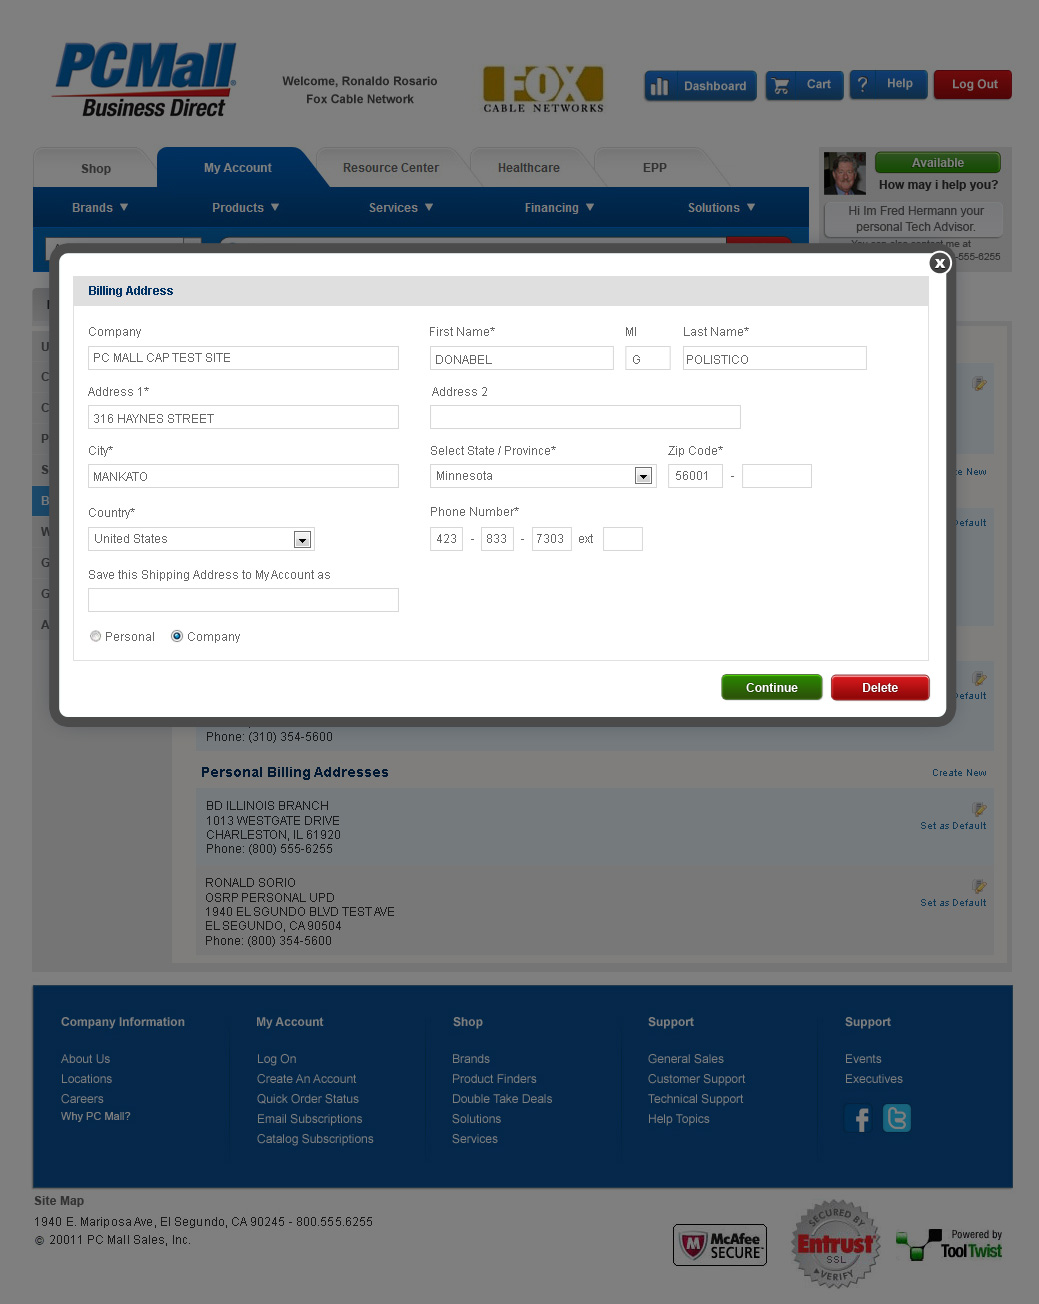 PCMall
Business Direct
Welcome, Ronaldo Rosario
Fox Cable Network
FOX
CABLE NETWORKS
Dashboard
Cart
Help
Log Out
Shop
My Account
Resource Center
Healthcare
EPP
Available
How may i help you?
Hi Im Fred Hermann your
personal Tech Advisor.
You can also contact me at
-555-6255
Brands
Products
Services
Financing
Solutions
Billing Address
Company
First Name*
MI
Last Name*
PC MALL CAP TEST SITE
DONABEL
G
POLISTICO
Address 1*
Address 2
316 HAYNES STREET
City*
Select State / Province*
Zip Code*
MANKATO
Minnesota
56001 -
Country*
Phone Number*
United States
423 - 833 - 7303 ext
Save this Shipping Address to My Account as
Personal
Company
Continue
Delete
U
C
C
P
S
B
W
G
G
A
New
efault
efault
Phone: (310) 354-5600
Personal Billing Addresses
Create New
BD ILLINOIS BRANCH
1013 WESTGATE DRIVE
CHARLESTON, IL 61920
Phone: (800) 555-6255
Set as Default
RONALD SORIO
OSRP PERSONAL UPD
1940 EL SGUNDO BLVD TEST AVE
EL SEGUNDO, CA 90504
Phone: (800) 354-5600
Set as Default
Company Information
About Us
Locations
Careers
Why PC Mall?
My Account
Log On
Create An Account
Quick Order Status
Email Subscriptions
Catalog Subscriptions
Shop
Brands
Product Finders
Double Take Deals
Solutions
Services
Support
General Sales
Customer Support
Technical Support
Help Topics
Support
Events
Executives
Site Map
1940 E. Mariposa Ave, El Segundo, CA 90245 - 800.555.6255
© 20011 PC Mall Sales, Inc.
McAfee
SECURE™
SECURED BY
Entrust
SSL
VERIFY
Powered by
ToolTwist